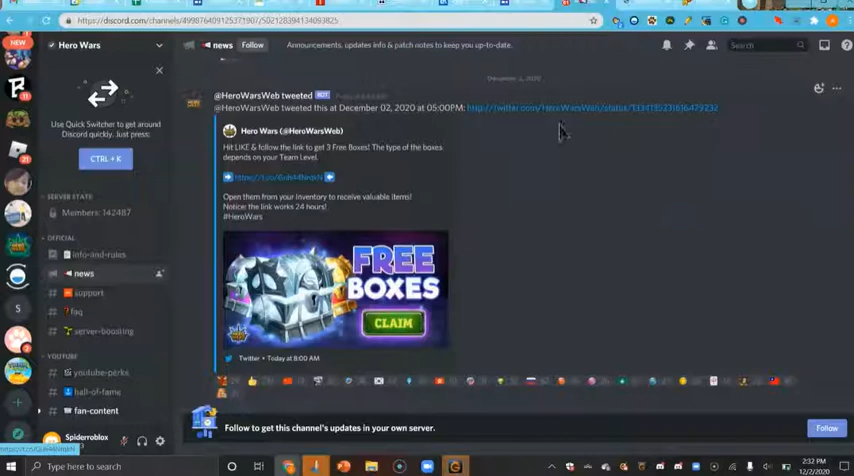 https://discord.com/channels/499876409125371907/502128394134093825
NEW
Hero Wars
news
Follow
Announcements, updates info & patch notes to keep you up-to-date.
Search
Use Quick Switcher to get around
Discord quickly. Just press:
CTRL + K
SERVER STATS
Members: 142487
OFFICIAL
info-and-rules
news
support
faq
server-boosting
YOUTUBE
youtube-perks
hall-of-fame
fan-content
Spiderroblox
December 2, 2020
@HeroWarsWeb tweeted BOT
@HeroWarsWeb tweeted this at December 02, 2020 at 05:00PM:
Hero Wars (@HeroWarsWeb)
Hit LIKE & follow the link to get 3 Free Boxes! The type of the boxes
depends on your Team Level.
Open them from your Inventory to receive valuable items!
Notice: the link works 24 hours!
#HeroWars
FREE
BOXES
CLAIM
Twitter • Today at 8:00 AM
Follow to get this channel's updates in your own server.
Follow
Type here to search
2:32 PM
12/2/2020